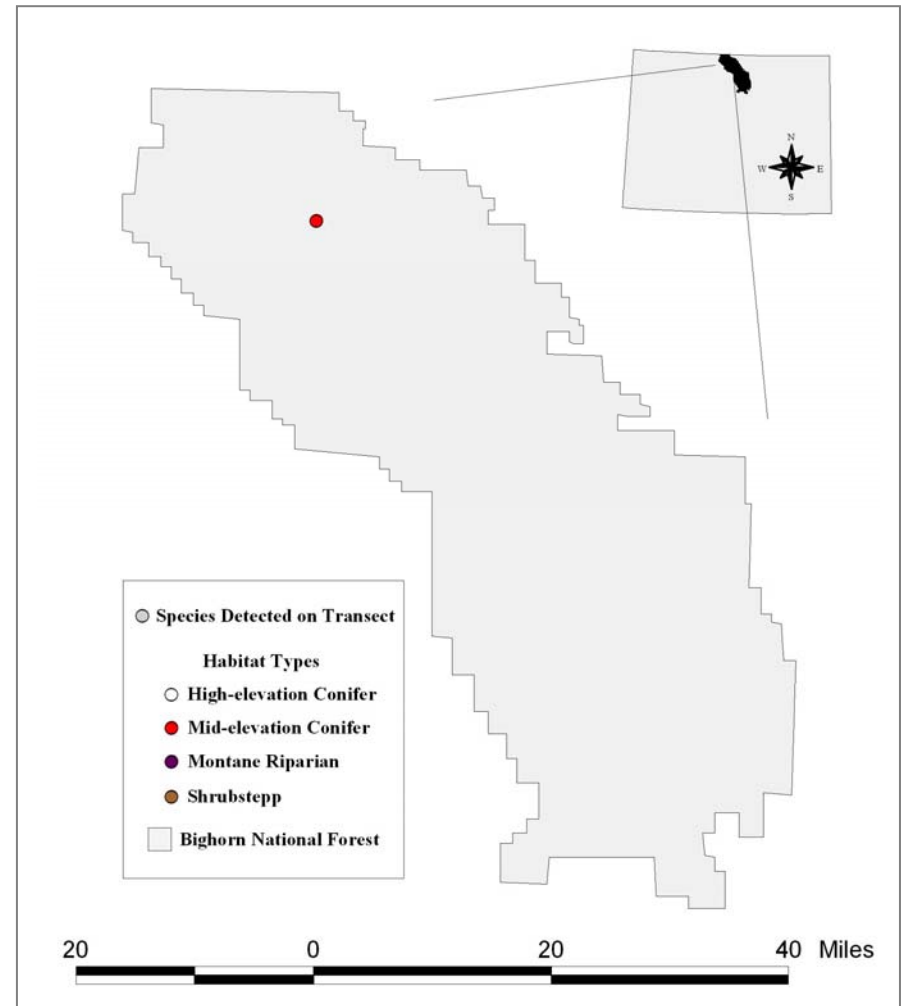 N
W E
S
Species Detected on Transect
Habitat Types
High-elevation Conifer
Mid-elevation Conifer
Montane Riparian
Shrubstepp
Bighorn National Forest
20 0 20 40 Miles